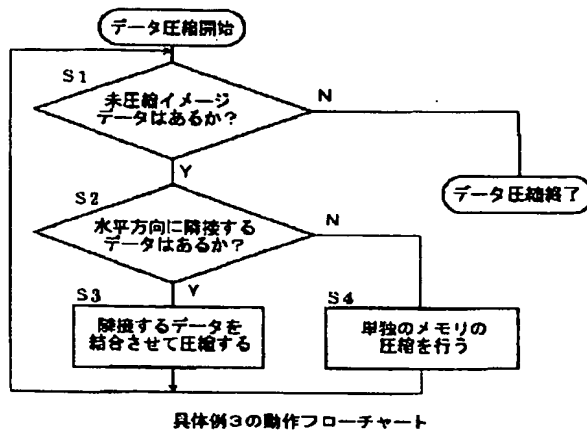 データ圧縮開始
S1
未圧縮イメージ
データはあるか?
N
Y
データ圧縮終了
S2
水平方向に隣接する
データはあるか?
N
Y
S3
隣接するデータを
結合させて圧縮する
S4
単独のメモリの
圧縮を行う
具体例3の動作フローチャート